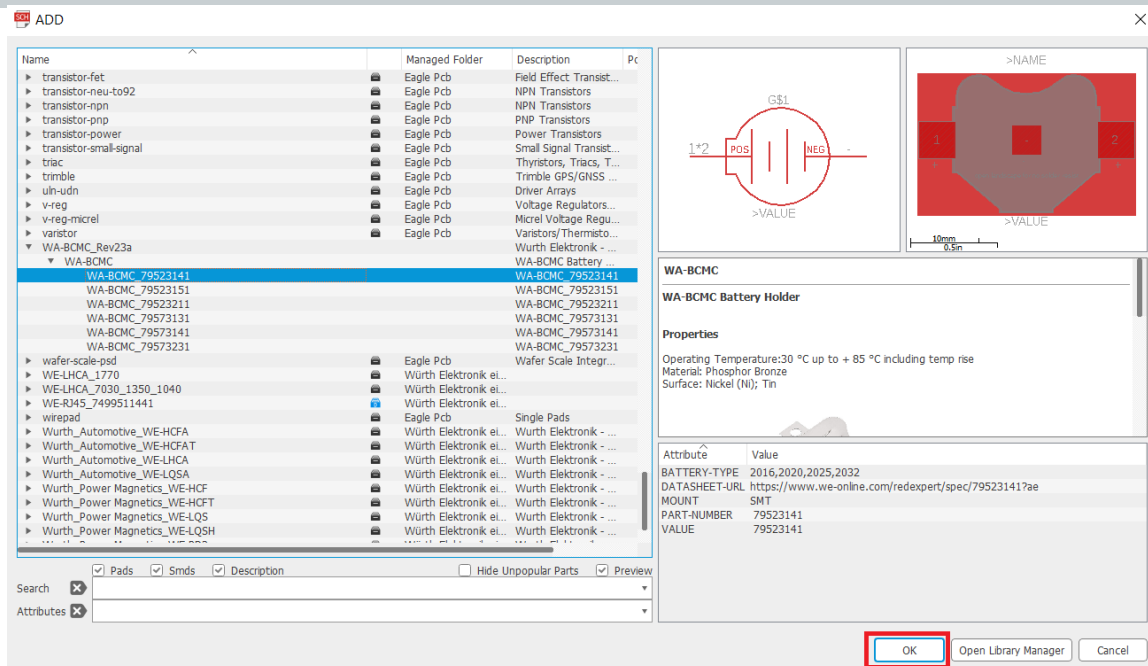 SCH ADD
Name Managed Folder Description Pc
transistor-fet Eagle Pcb Field Effect Transist...
transistor-neu-to92 Eagle Pcb NPN Transistors
transistor-npn Eagle Pcb NPN Transistors
transistor-pnp Eagle Pcb PNP Transistors
transistor-power Eagle Pcb Power Transistors
transistor-small-signal Eagle Pcb Small Signal Transist...
triac Eagle Pcb Thyristors, Triacs, T...
trimble Eagle Pcb Trimble GPS/GNSS ...
uln-udn Eagle Pcb Driver Arrays
v-reg Eagle Pcb Voltage Regulators...
v-reg-micrel Eagle Pcb Micrel Voltage Regu...
varistor Eagle Pcb Varistors/Thermisto...
WA-BCMC_Rev23a Wurth Elektronik - ...
WA-BCMC WA-BCMC Battery ...
WA-BCMC_79523141 WA-BCMC_79523141
WA-BCMC_79523151 WA-BCMC_79523151
WA-BCMC_79523211 WA-BCMC_79523211
WA-BCMC_79573131 WA-BCMC_79573131
WA-BCMC_79573141 WA-BCMC_79573141
WA-BCMC_79573231 WA-BCMC_79573231
wafer-scale-psd Eagle Pcb Wafer Scale Integr...
WE-LHCA_1770 Würth Elektronik ei...
WE-LHCA_7030_1350_1040 Würth Elektronik ei...
WE-RJ45_7499511441 Würth Elektronik ei...
wirepad Eagle Pcb Single Pads
Wurth_Automotive_WE-HCFA Würth Elektronik ei... Wurth Elektronik - ...
Wurth_Automotive_WE-HCFAT Würth Elektronik ei... Wurth Elektronik - ...
Wurth_Automotive_WE-LHCA Würth Elektronik ei... Wurth Elektronik - ...
Wurth_Automotive_WE-LQSA Würth Elektronik ei... Wurth Elektronik - ...
Wurth_Power Magnetics_WE-HCF Würth Elektronik ei... Wurth Elektronik - ...
Wurth_Power Magnetics_WE-HCFT Würth Elektronik ei... Wurth Elektronik - ...
Wurth_Power Magnetics_WE-LQS Würth Elektronik ei... Wurth Elektronik - ...
Wurth_Power Magnetics_WE-LQSH Würth Elektronik ei... Wurth Elektronik - ...
Pads Smds Description Hide Unpopular Parts Preview
Search
Attributes
G$1
1*2 POS NEG -
>VALUE
>NAME
1 - 2
>VALUE
10mm
0.5in
WA-BCMC
WA-BCMC Battery Holder
Properties
Operating Temperature:30 °C up to + 85 °C including temp rise
Material: Phosphor Bronze
Surface: Nickel (Ni); Tin
Attribute Value
BATTERY-TYPE 2016,2020,2025,2032
DATASHEET-URL https://www.we-online.com/redexpert/spec/79523141?ae
MOUNT SMT
PART-NUMBER 79523141
VALUE 79523141
OK Open Library Manager Cancel